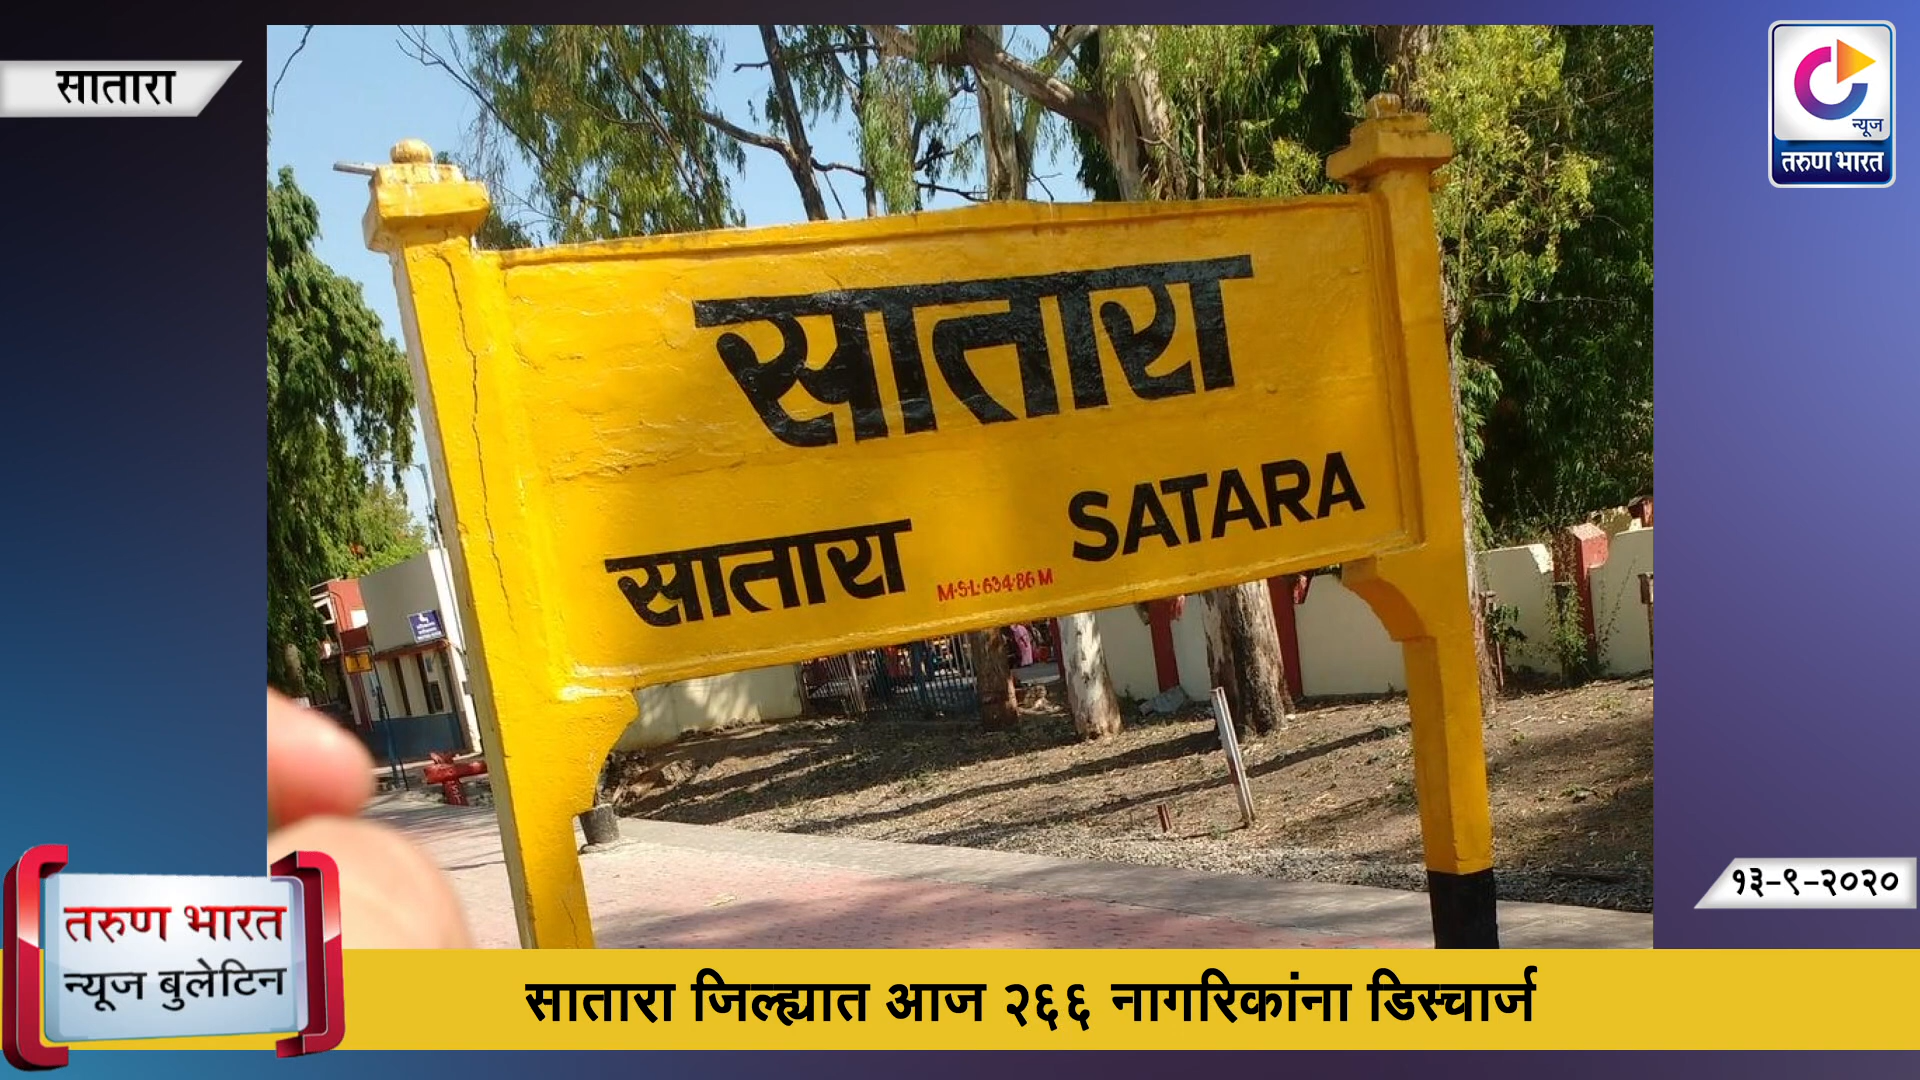 सातारा
न्यूज
तरुण भारत
सातारा
सातारा
SATARA
M·S·L: 634·86 M
१३-९-२०२०
तरुण भारत
न्यूज बुलेटिन
सातारा जिल्ह्यात आज २६६ नागरिकांना डिस्चार्ज